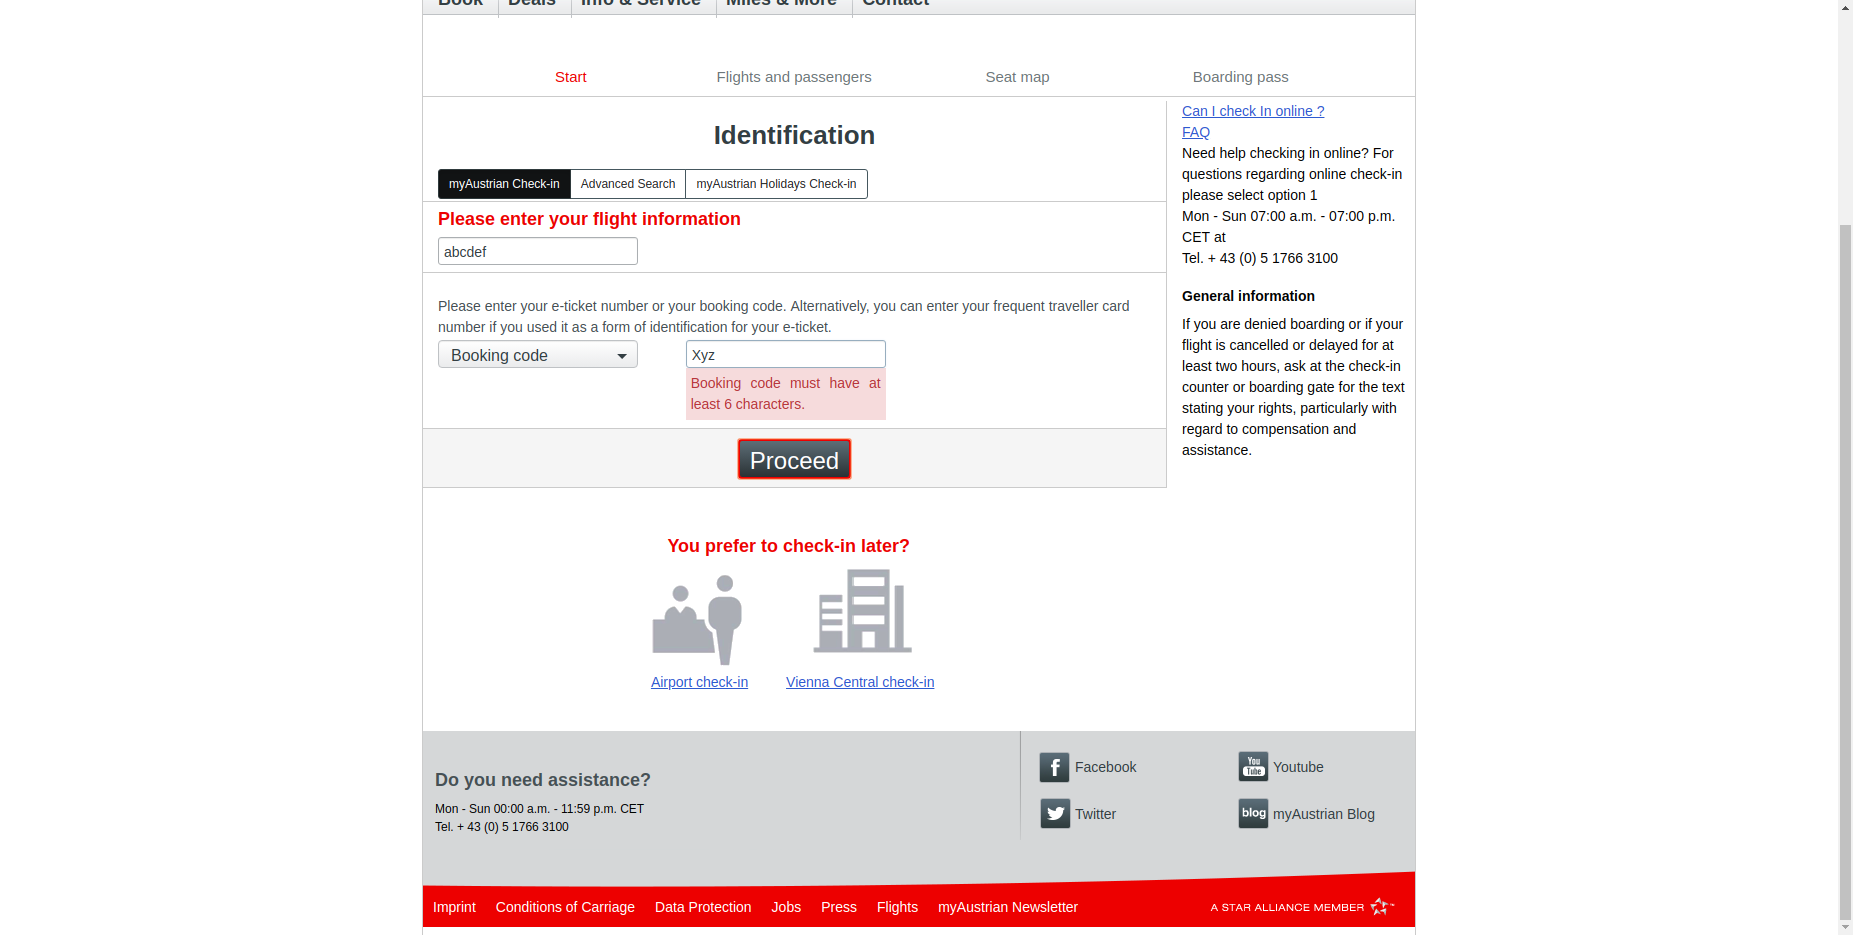 Book Deals Info & Service Miles & More Contact
Start Flights and passengers Seat map Boarding pass
Identification
myAustrian Check-in Advanced Search myAustrian Holidays Check-in
Please enter your flight information
abcdef
Please enter your e-ticket number or your booking code. Alternatively, you can enter your frequent traveller card
number if you used it as a form of identification for your e-ticket.
Booking code Xyz
Booking code must have at
least 6 characters.
Proceed
Can I check In online ?
FAQ
Need help checking in online? For
questions regarding online check-in
please select option 1
Mon - Sun 07:00 a.m. - 07:00 p.m.
CET at
Tel. + 43 (0) 5 1766 3100
General information
If you are denied boarding or if your
flight is cancelled or delayed for at
least two hours, ask at the check-in
counter or boarding gate for the text
stating your rights, particularly with
regard to compensation and
assistance.
You prefer to check-in later?
Airport check-in Vienna Central check-in
Do you need assistance?
Mon - Sun 00:00 a.m. - 11:59 p.m. CET
Tel. + 43 (0) 5 1766 3100
f Facebook
You Tube Youtube
Twitter
blog myAustrian Blog
Imprint Conditions of Carriage Data Protection Jobs Press Flights myAustrian Newsletter
A STAR ALLIANCE MEMBER